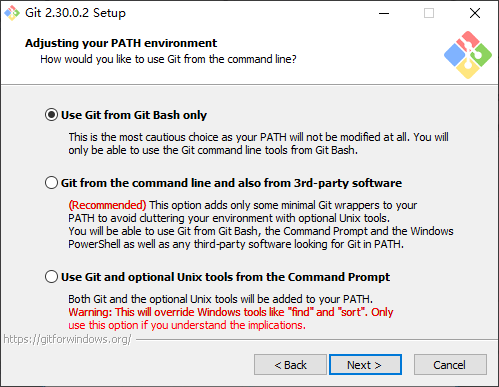 Git 2.30.0.2 Setup
Adjusting your PATH environment
How would you like to use Git from the command line?
Use Git from Git Bash only
This is the most cautious choice as your PATH will not be modified at all. You will
only be able to use the Git command line tools from Git Bash.
Git from the command line and also from 3rd-party software
(Recommended) This option adds only some minimal Git wrappers to your
PATH to avoid cluttering your environment with optional Unix tools.
You will be able to use Git from Git Bash, the Command Prompt and the Windows
PowerShell as well as any third-party software looking for Git in PATH.
Use Git and optional Unix tools from the Command Prompt
Both Git and the optional Unix tools will be added to your PATH.
Warning: This will override Windows tools like "find" and "sort". Only
use this option if you understand the implications.
https://gitforwindows.org/
< Back
Next >
Cancel